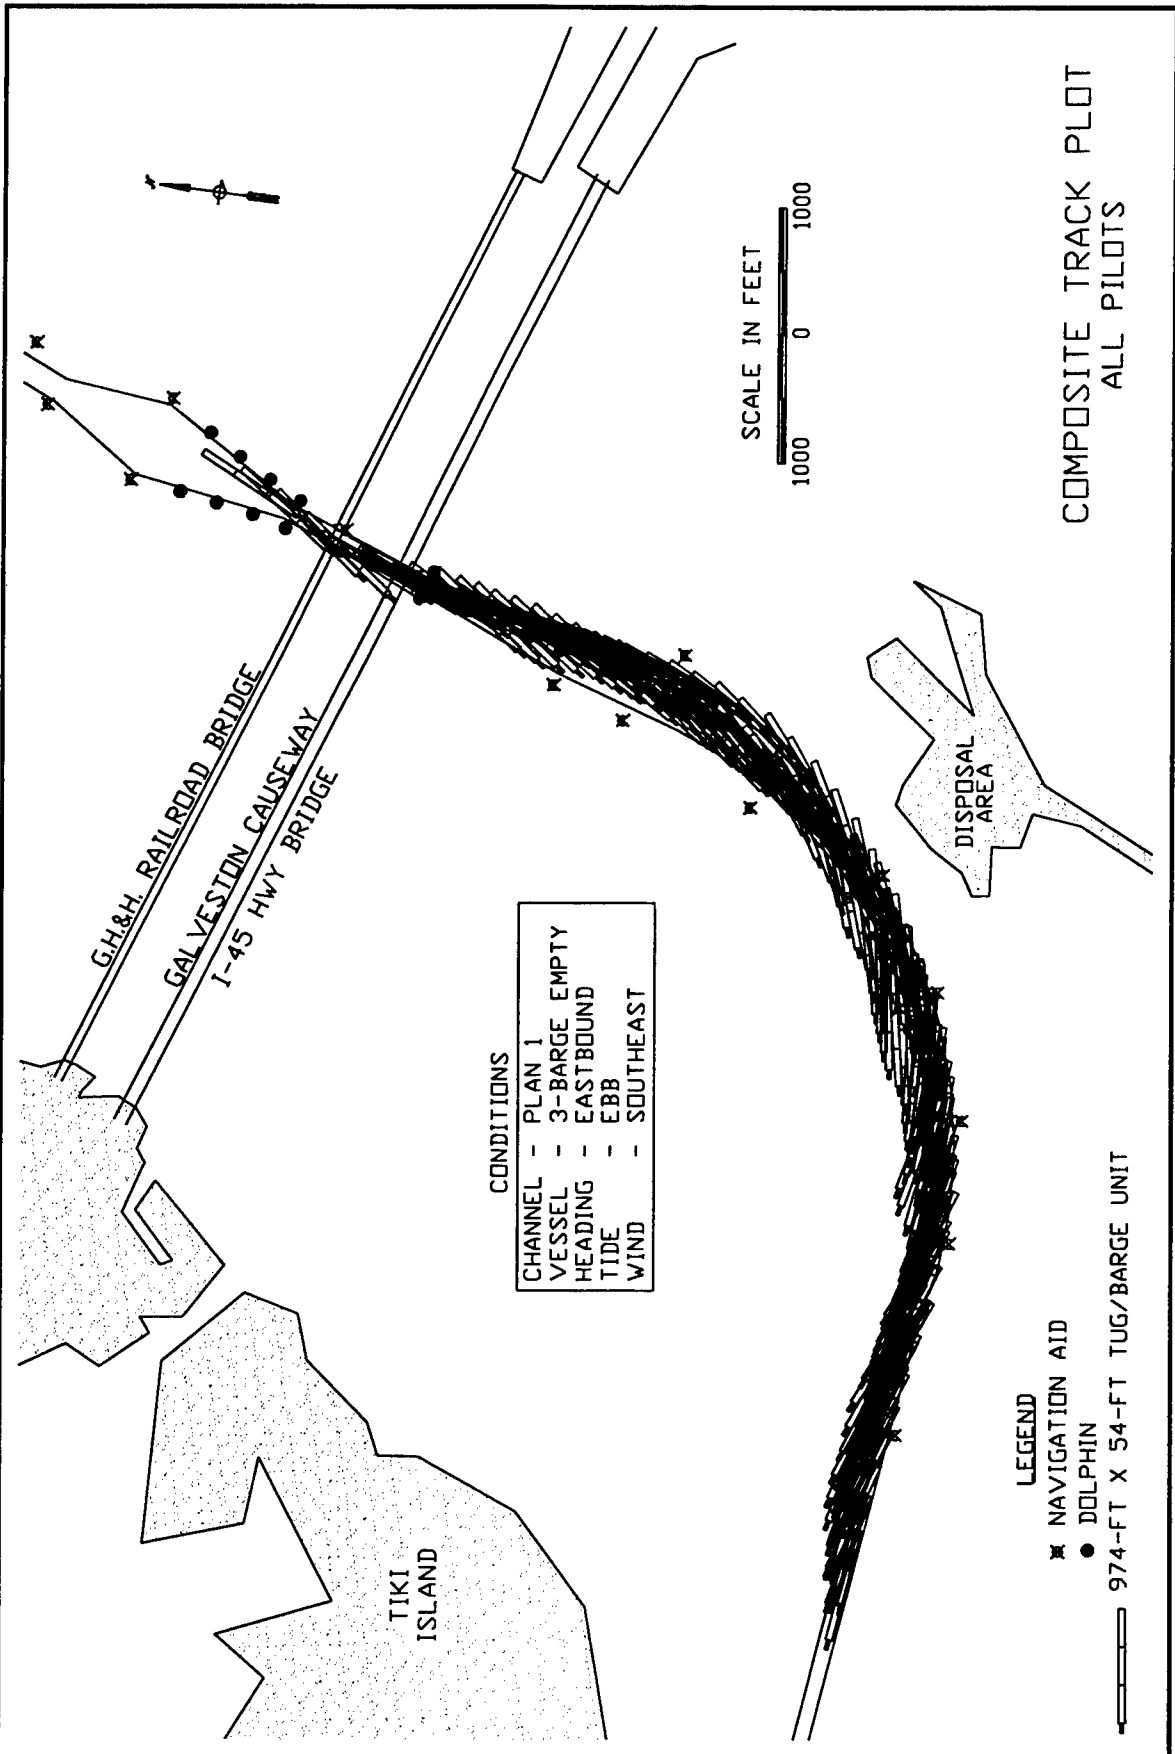 N
G.H.&H. RAILROAD BRIDGE
GALVESTON CAUSEWAY
I-45 HWY BRIDGE
TIKI
ISLAND
CONDITIONS
CHANNEL - PLAN 1
VESSEL - 3-BARGE EMPTY
HEADING - EASTBOUND
TIDE - EBB
WIND - SOUTHEAST
SCALE IN FEET
1000 0 1000
DISPOSAL
AREA
LEGEND
NAVIGATION AID
DOLPHIN
974-FT X 54-FT TUG/BARGE UNIT
COMPOSITE TRACK PLOT
ALL PILOTS